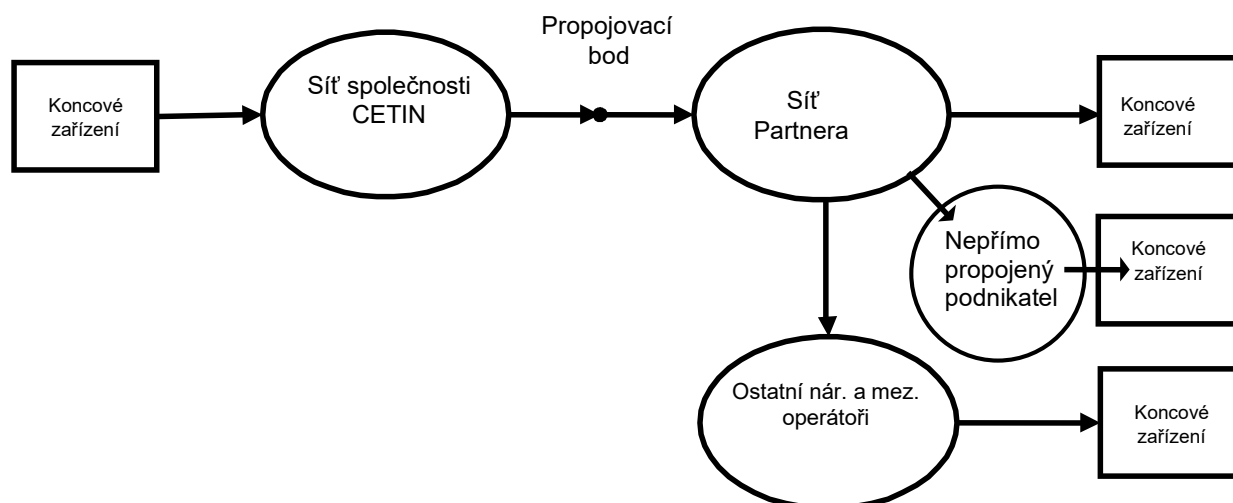 Propojovací
bod
Koncové
zařízení
Síť společnosti
CETIN
Síť
Partnera
Koncové
zařízení
Nepřímo
propojený
podnikatel
Koncové
zařízení
Ostatní nár. a mez.
operátoři
Koncové
zařízení